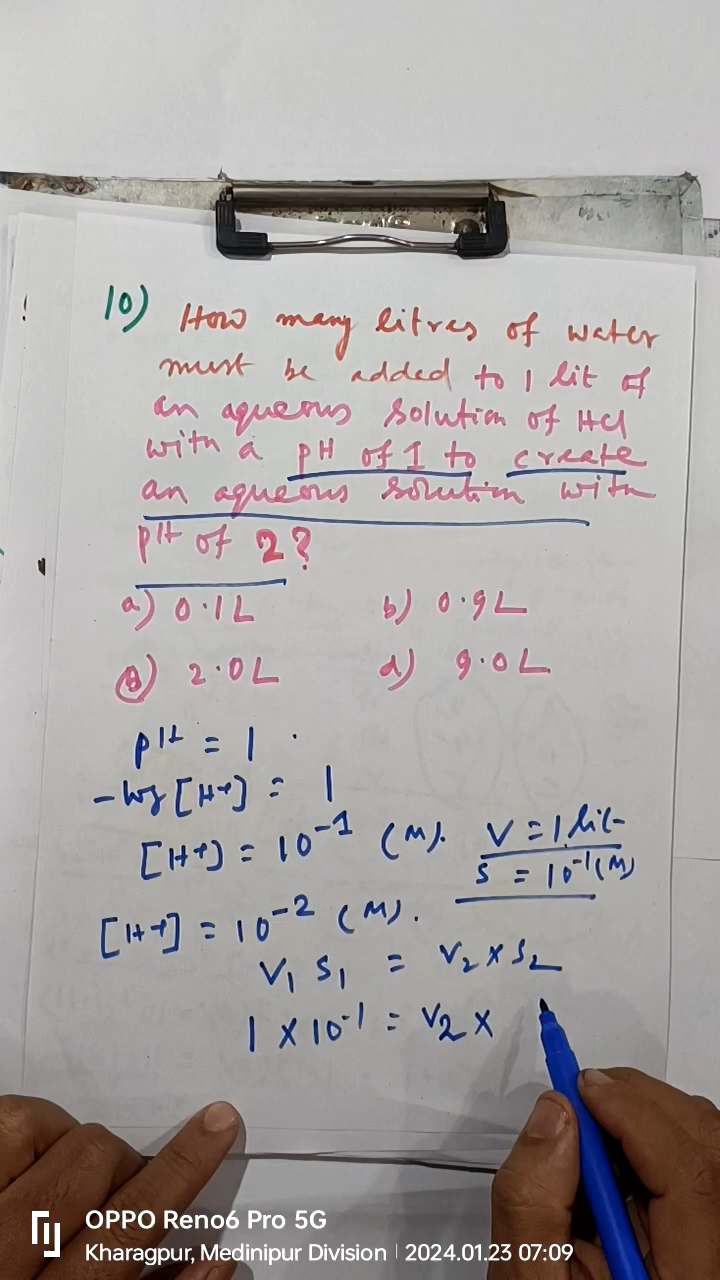 10) How many litres of water
must be added to 1 lit of
an aqueous solution of HCl
with a pH of 1 to create
an aqueous solution with
pH of 2?
a) 0.1L b) 0.9L
2.0L d) 9.0L
pH = 1
-log [H+] = 1
[H+] = 10-1 (M). V = 1 lit-
S = 10-1 (M)
[H+] = 10-2 (M).
V1 S1 = V2 x S2
1 x 10-1 = V2 x
OPPO Reno6 Pro 5G
Kharagpur, Medinipur Division | 2024.01.23 07:09